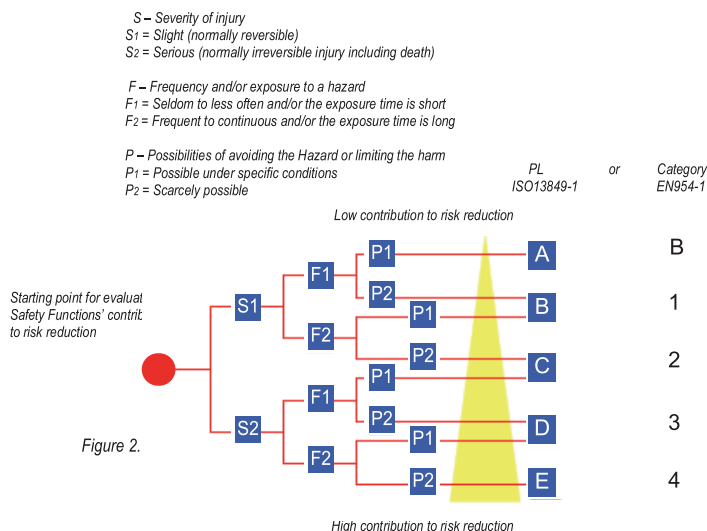 S – Severity of injury
S1 = Slight (normally reversible)
S2 = Serious (normally irreversible injury including death)
F – Frequency and/or exposure to a hazard
F1 = Seldom to less often and/or the exposure time is short
F2 = Frequent to continuous and/or the exposure time is long
P – Possibilities of avoiding the Hazard or limiting the harm
P1 = Possible under specific conditions
P2 = Scarcely possible
PL or Category
ISO13849-1 EN954-1
Low contribution to risk reduction
P1 A B
F1
P2 B 1
Starting point for evaluat
Safety Functions' contrib
to risk reduction
S1
P1
F2
P2 C 2
P1
F1
P2 D 3
S2
P1
Figure 2.
F2
P2 E 4
High contribution to risk reduction